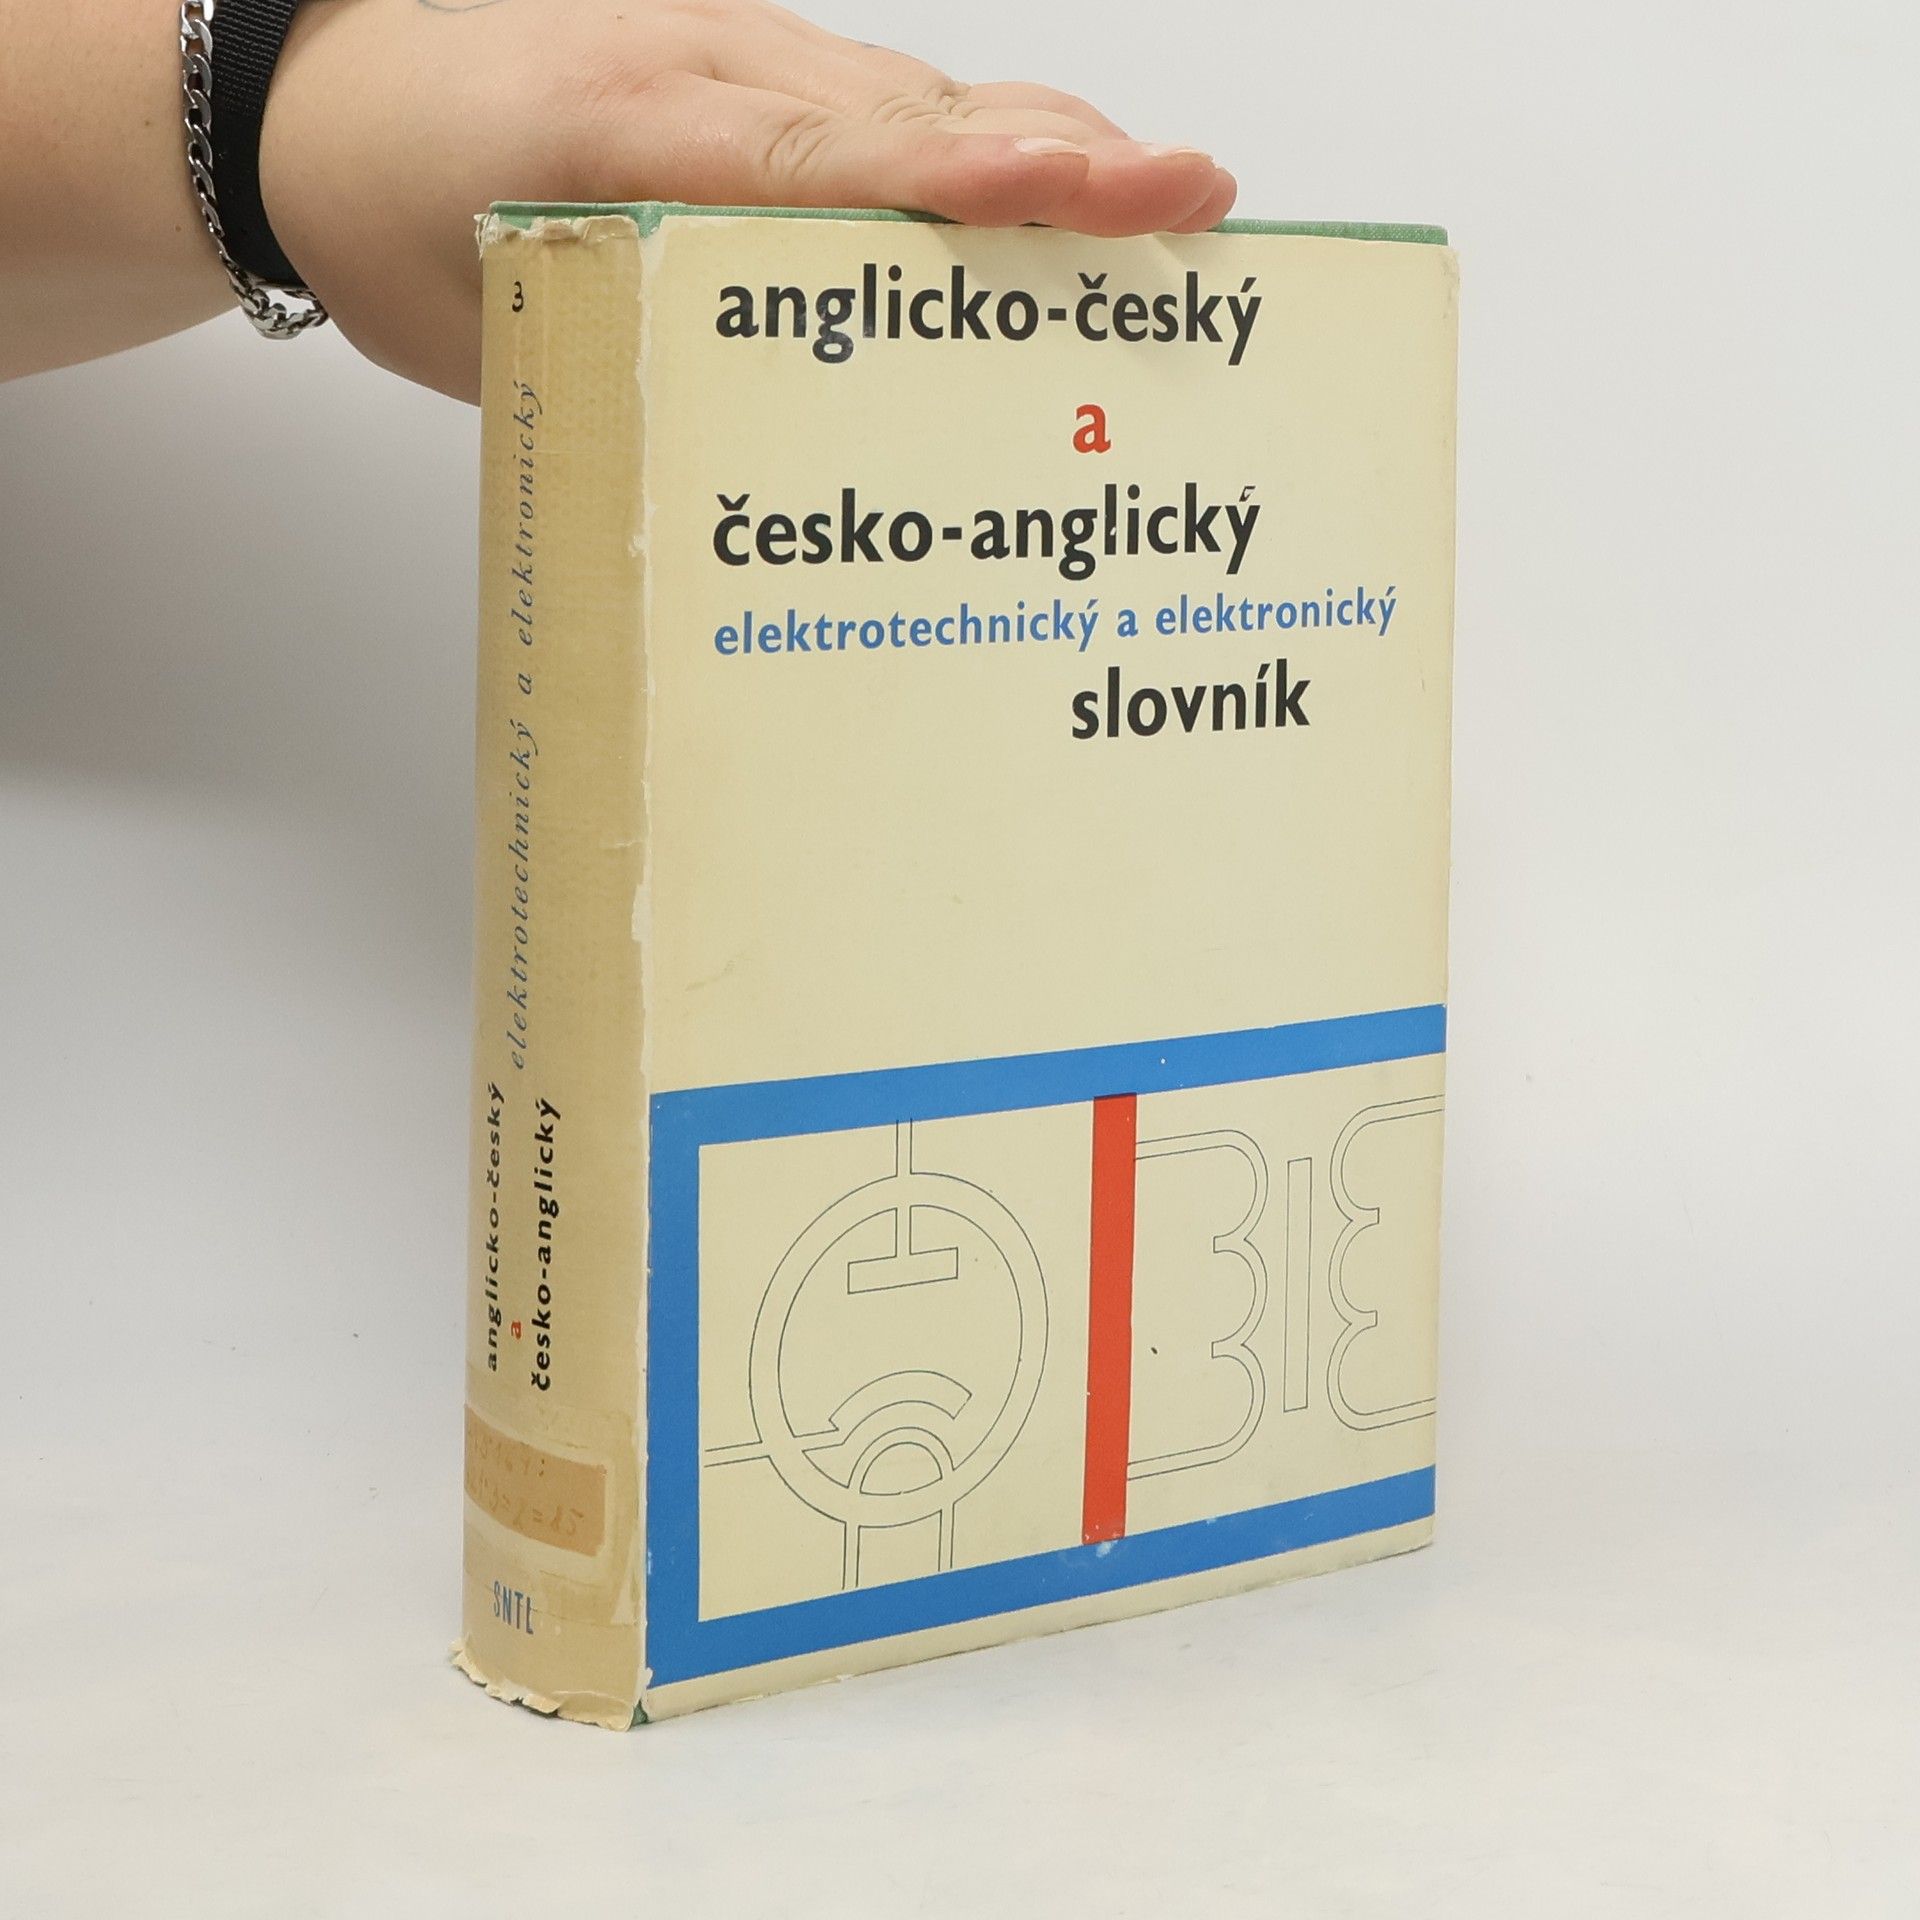 anglicko-český
a
česko-anglický
elektrotechnický a elektronický
slovník
3
elektrotechnický a elektronický
anglicko-český
a
česko-anglický
SNTL